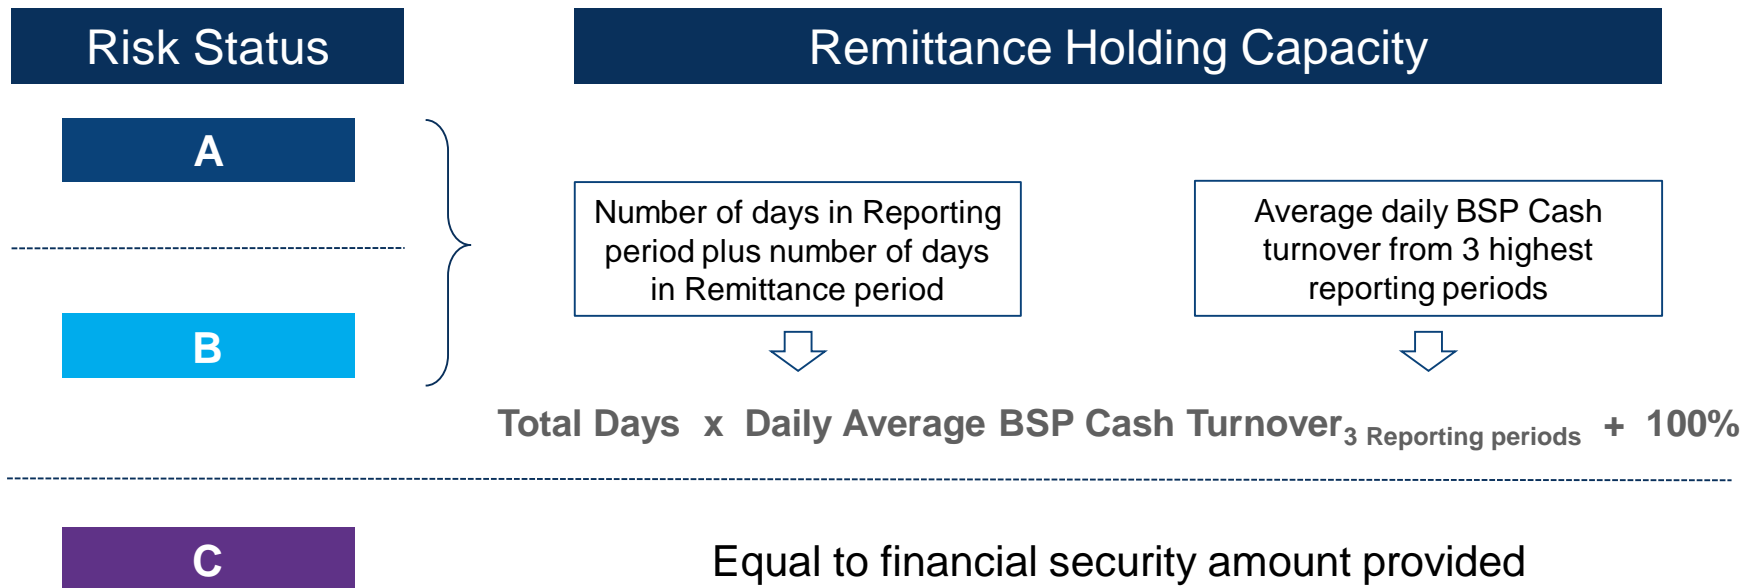 Risk Status
Remittance Holding Capacity
A
B
Number of days in Reporting
period plus number of days
in Remittance period
Average daily BSP Cash
turnover from 3 highest
reporting periods
Total Days x Daily Average BSP Cash Turnover3 Reporting periods + 100%
C
Equal to financial security amount provided